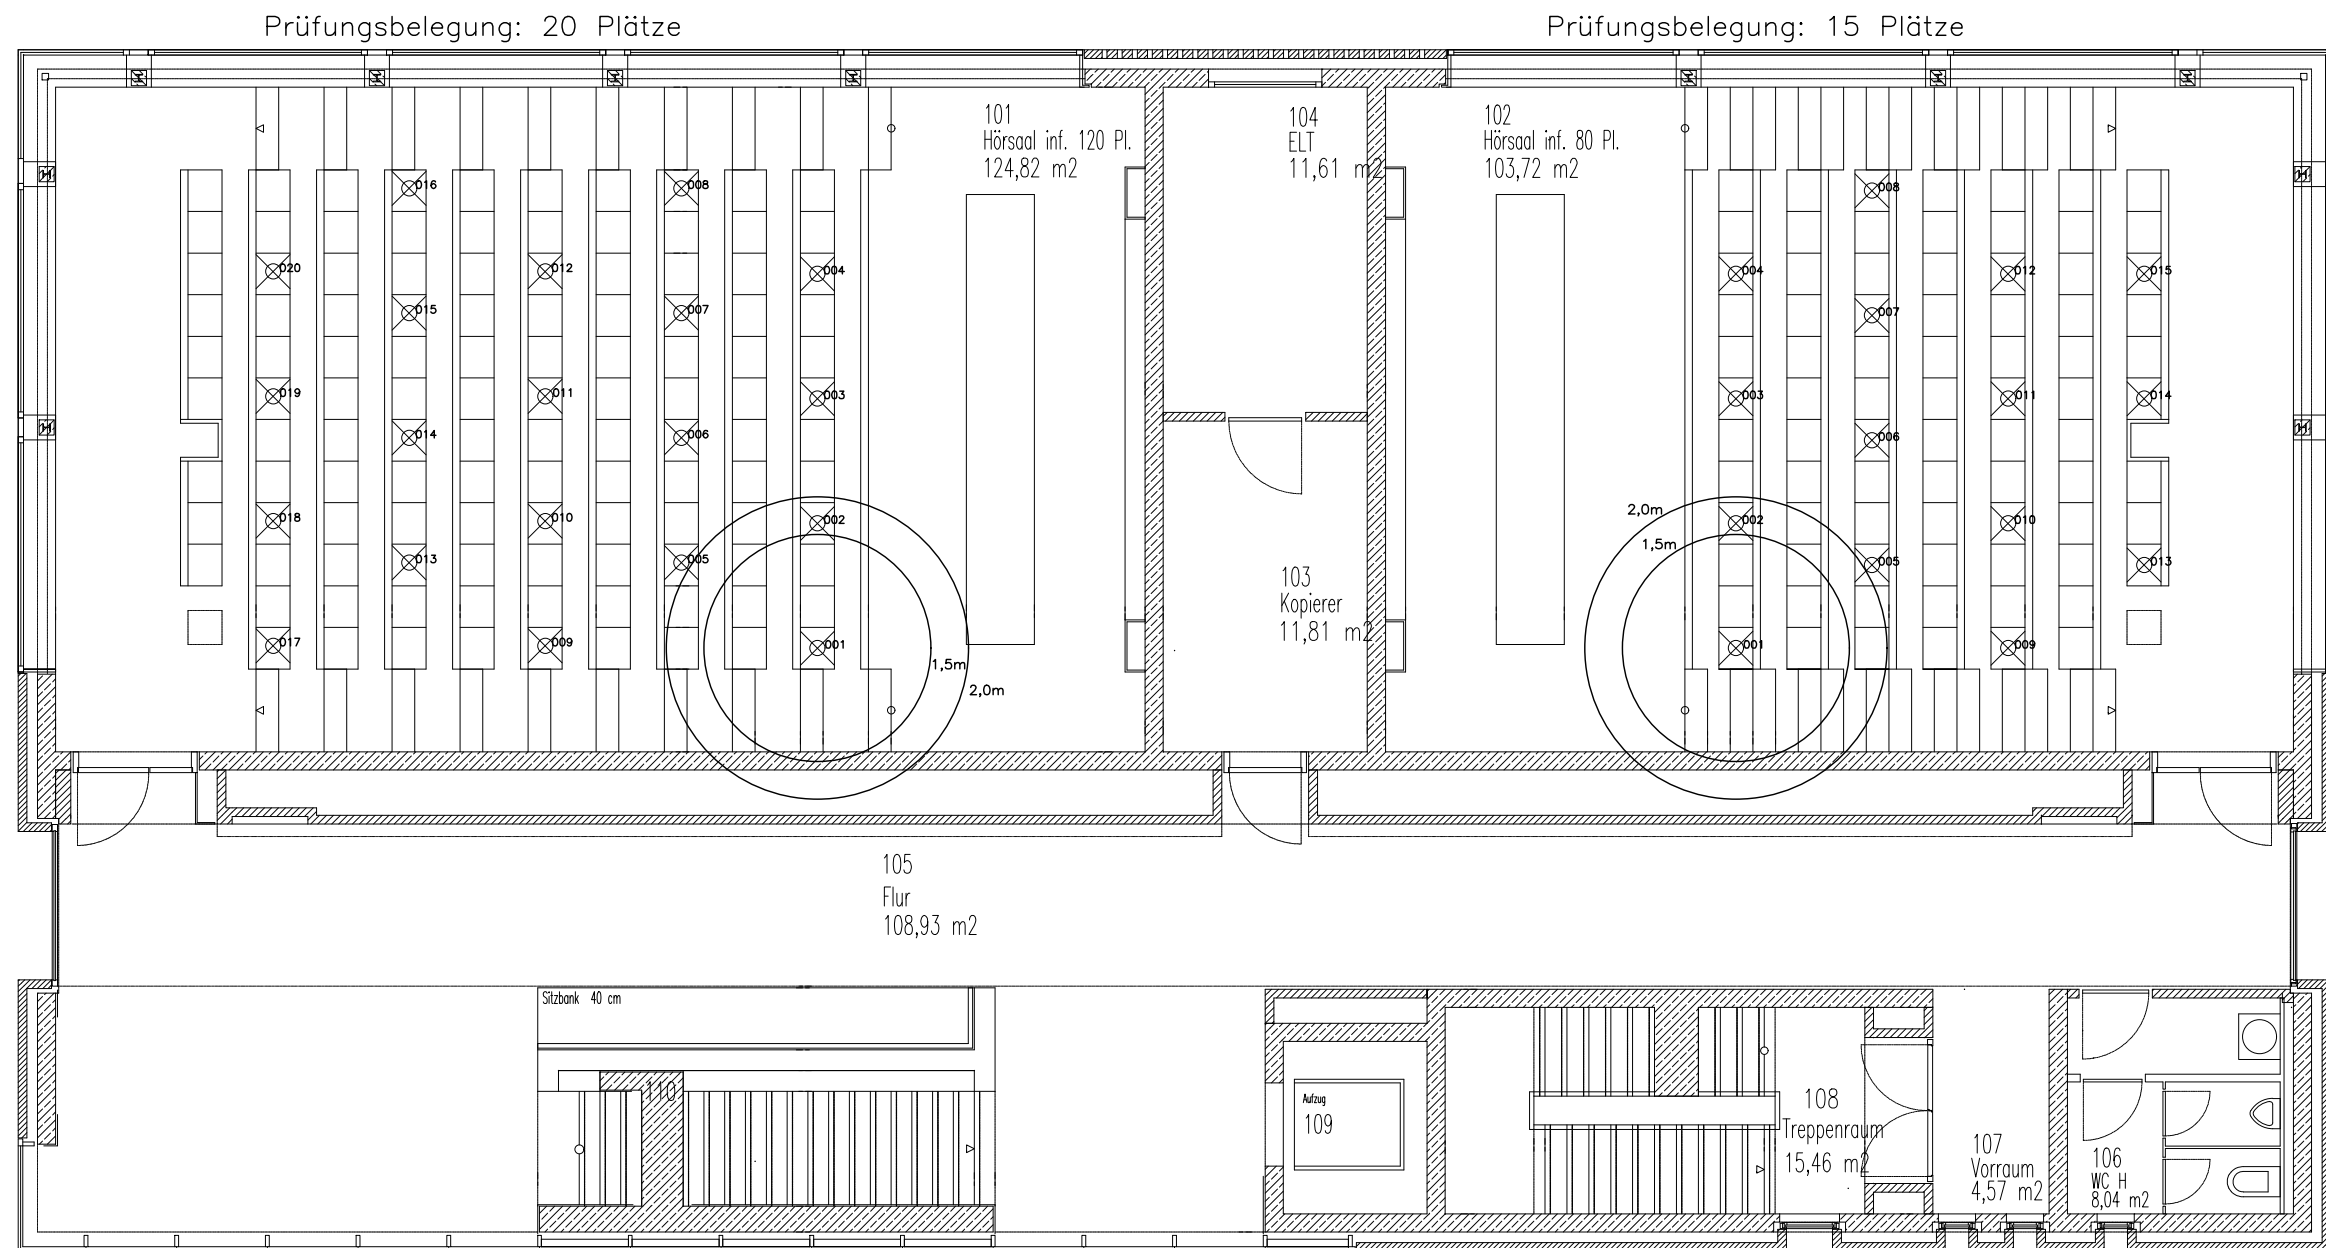 Prüfungsbelegung: 20 Plätze
Prüfungsbelegung: 15 Plätze
101
Hörsaal inf. 120 Pl.
124,82 m2
104
ELT
11,61 m2
102
Hörsaal inf. 80 Pl.
103,72 m2
016
008
020
012
004
015
007
019
011
003
014
006
018
010
002
013
005
017
009
001
1,5m
2,0m
103
Kopierer
11,81 m2
008
004
012
015
007
003
011
014
006
2,0m
002
010
1,5m
005
013
001
009
105
Flur
108,93 m2
Sitzbank 40 cm
110
Aufzug
109
108
Treppenraum
15,46 m2
107
Vorraum
4,57 m2
106
WC H
8,04 m2